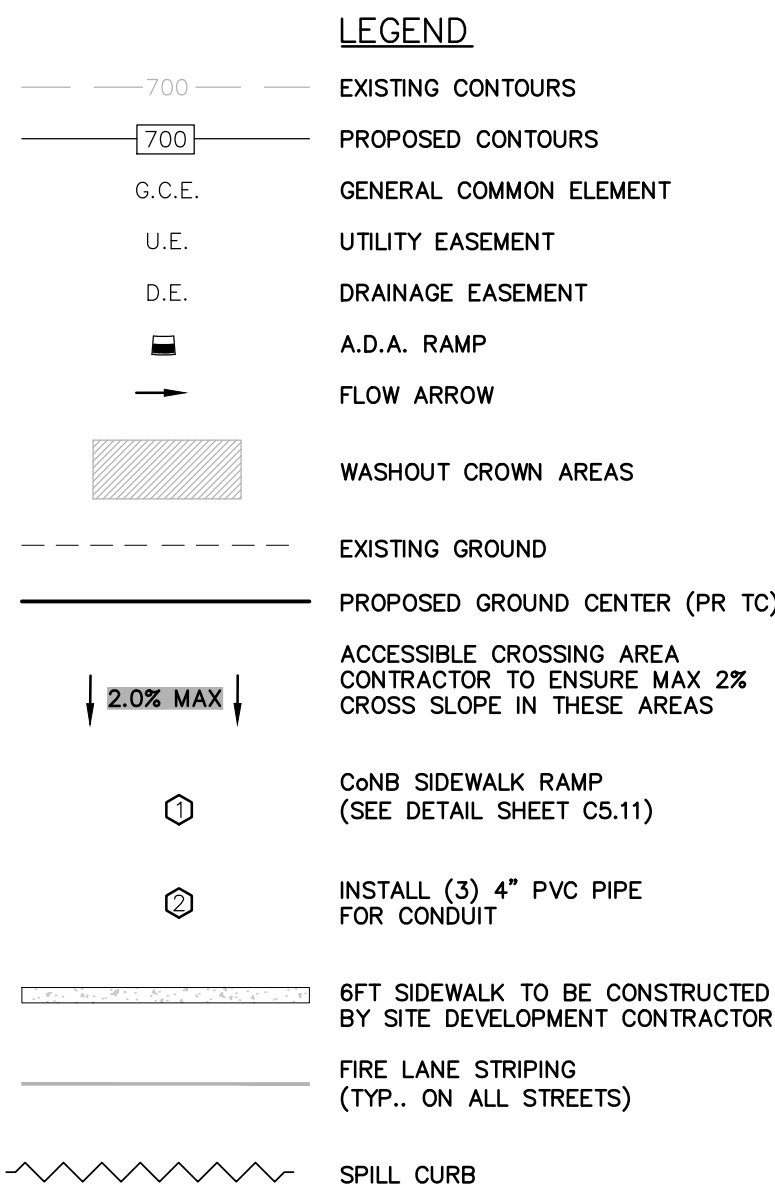 LEGEND
700 EXISTING CONTOURS
700 PROPOSED CONTOURS
G.C.E. GENERAL COMMON ELEMENT
U.E. UTILITY EASEMENT
D.E. DRAINAGE EASEMENT
A.D.A. RAMP
FLOW ARROW
WASHOUT CROWN AREAS
EXISTING GROUND
PROPOSED GROUND CENTER (PR TC)
ACCESSIBLE CROSSING AREA
2.0% MAX CONTRACTOR TO ENSURE MAX 2%
CROSS SLOPE IN THESE AREAS
CoNB SIDEWALK RAMP
1 (SEE DETAIL SHEET C5.11)
2 INSTALL (3) 4” PVC PIPE
FOR CONDUIT
6FT SIDEWALK TO BE CONSTRUCTED
BY SITE DEVELOPMENT CONTRACTOR
FIRE LANE STRIPING
(TYP.. ON ALL STREETS)
SPILL CURB